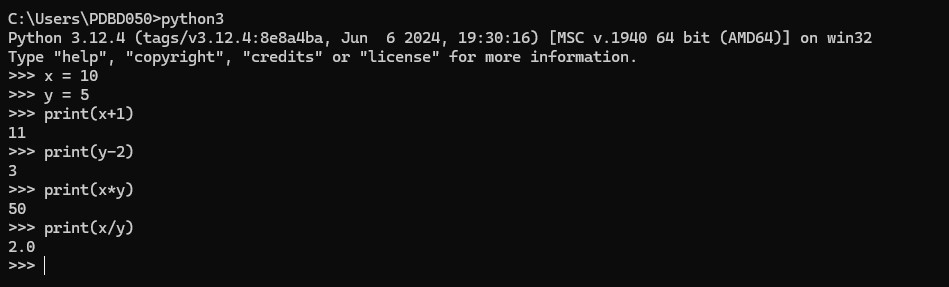 C:\Users\PDBD050>python3
Python 3.12.4 (tags/v3.12.4:8e8a4ba, Jun  6 2024, 19:30:16) [MSC v.1940 64 bit (AMD64)] on win32
Type "help", "copyright", "credits" or "license" for more information.
>>> x = 10
>>> y = 5
>>> print(x+1)
11
>>> print(y-2)
3
>>> print(x*y)
50
>>> print(x/y)
2.0
>>>